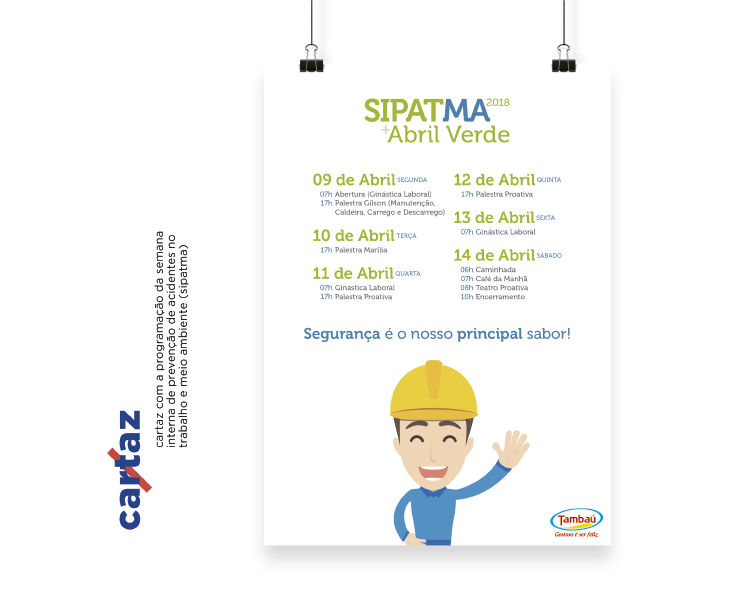 cartaz
cartaz com a programação da semana
interna de prevenção de acidentes no
trabalho e meio ambiente (sipatma)
SIPATMA 2018
+Abril Verde
09 de Abril SEGUNDA
07h Abertura (Ginástica Laboral)
17h Palestra Gilson (Manutenção,
Caldeira, Carrego e Descarrego)
10 de Abril TERÇA
17h Palestra Marília
11 de Abril QUARTA
07h Ginástica Laboral
17h Palestra Proativa
12 de Abril QUINTA
17h Palestra Proativa
13 de Abril SEXTA
07h Ginástica Laboral
14 de Abril SÁBADO
06h Caminhada
07h Café da Manhã
08h Teatro Proativa
10h Encerramento
Segurança é o nosso principal sabor!
Tambaú
Gostoso é ser feliz